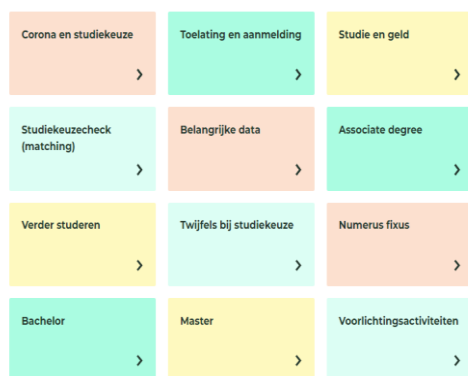 Corona en studiekeuze
Toelating en aanmelding
Studie en geld
Studiekeuzecheck
(matching)
Belangrijke data
Associate degree
Verder studeren
Twijfels bij studiekeuze
Numerus fixus
Bachelor
Master
Voorlichtingsactiviteiten